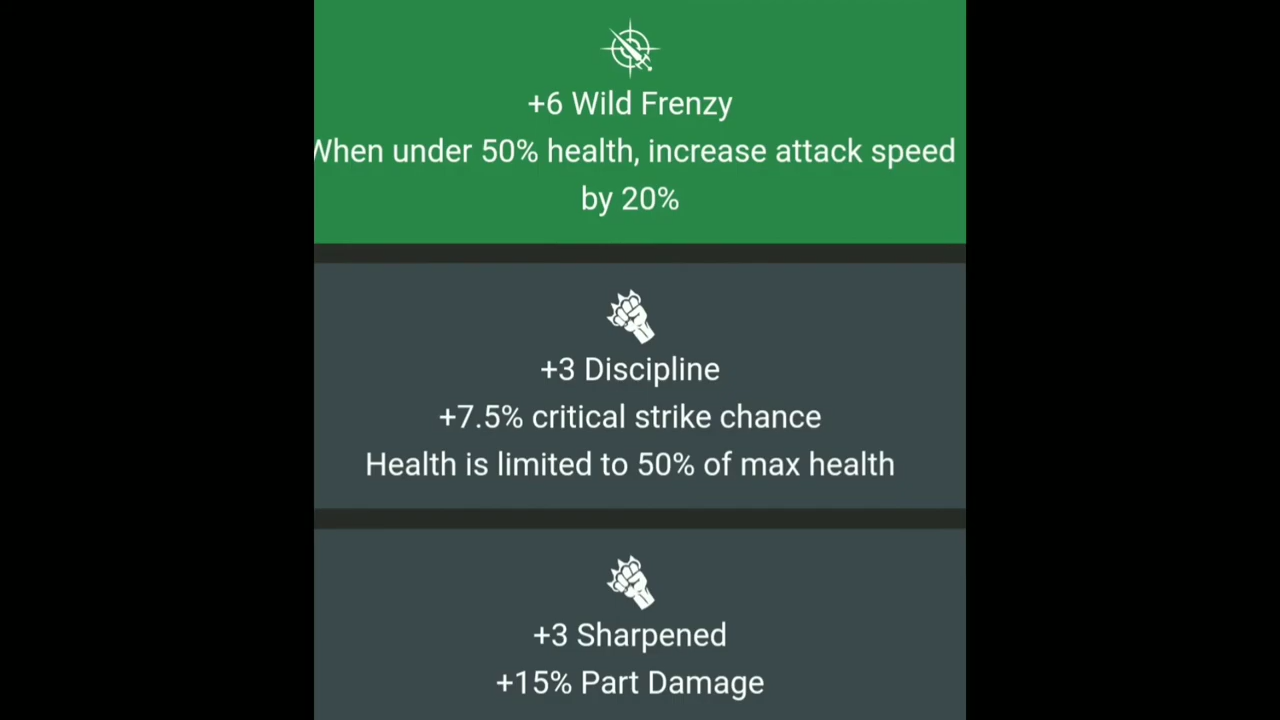 +6 Wild Frenzy
When under 50% health, increase attack speed
by 20%
+3 Discipline
+7.5% critical strike chance
Health is limited to 50% of max health
+3 Sharpened
+15% Part Damage